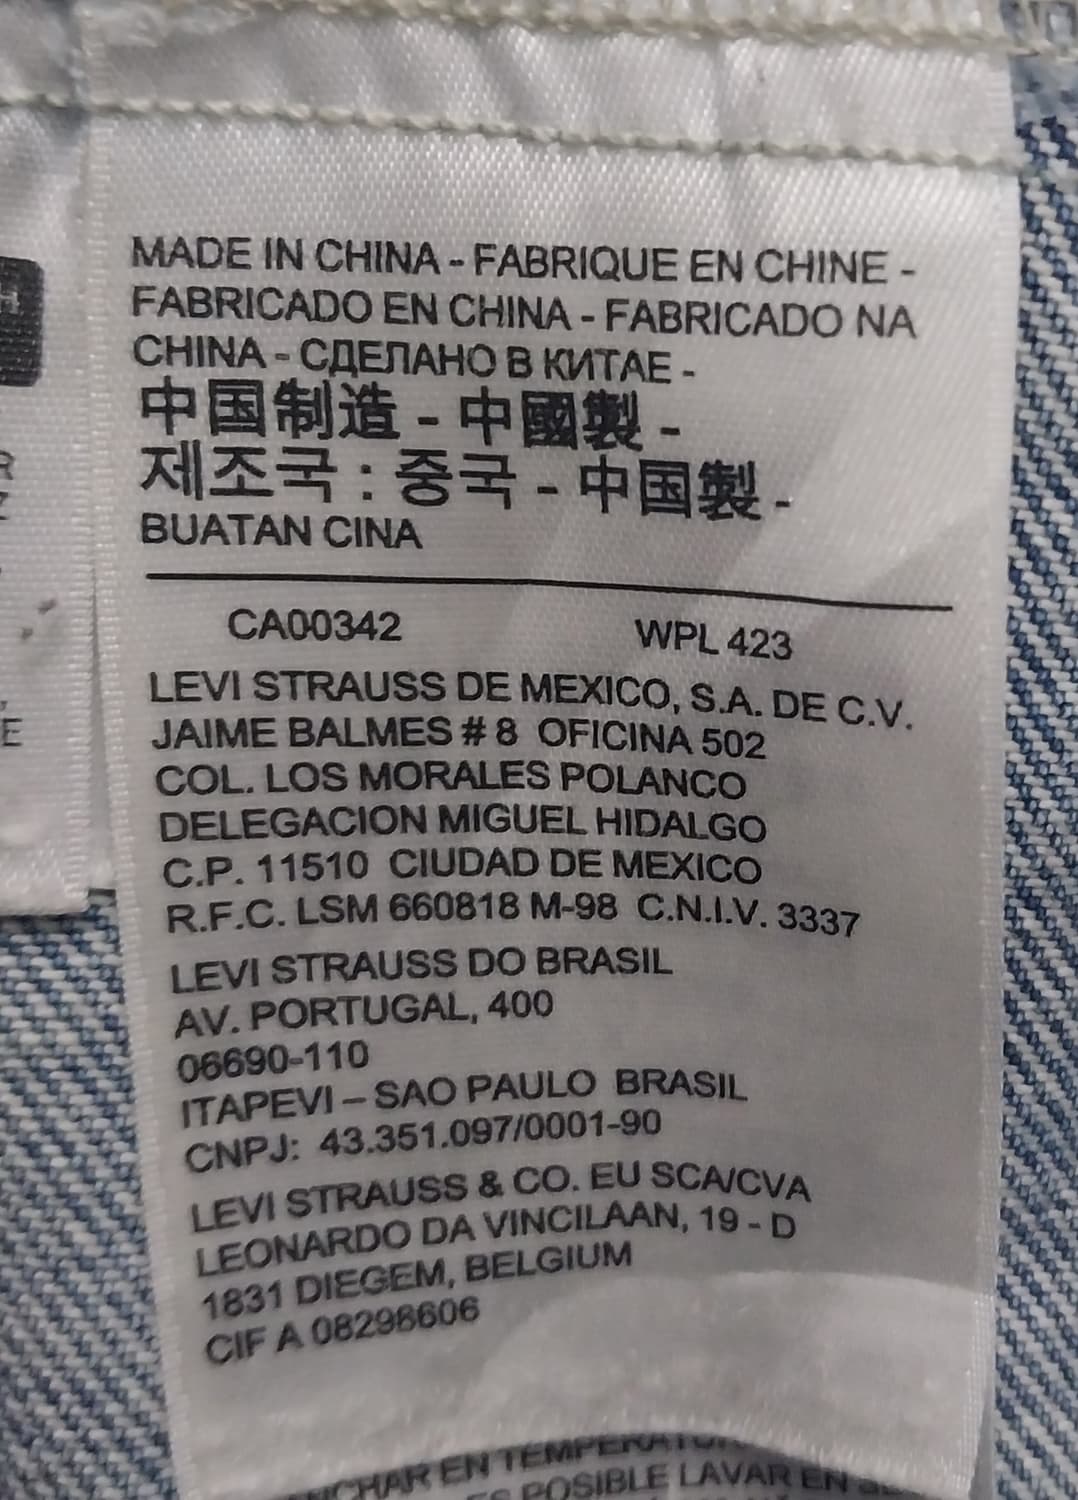 MADE IN CHINA - FABRIQUE EN CHINE -
FABRICADO EN CHINA - FABRICADO NA
CHINA - СДЕЛАНО В КИТАЕ -
中国制造 - 中國製 -
제조국 : 중국 - 中国製 -
BUATAN CINA
CA00342 WPL 423
LEVI STRAUSS DE MEXICO, S.A. DE C.V.
JAIME BALMES # 8 OFICINA 502
COL. LOS MORALES POLANCO
DELEGACION MIGUEL HIDALGO
C.P. 11510 CIUDAD DE MEXICO
R.F.C. LSM 660818 M-98 C.N.I.V. 3337
LEVI STRAUSS DO BRASIL
AV. PORTUGAL, 400
06690-110
ITAPEVI – SAO PAULO BRASIL
CNPJ: 43.351.097/0001-90
LEVI STRAUSS & CO. EU SCA/CVA
LEONARDO DA VINCILAAN, 19 - D
1831 DIEGEM, BELGIUM
CIF A 08298606
EN
POSIBLE LAVAR EN